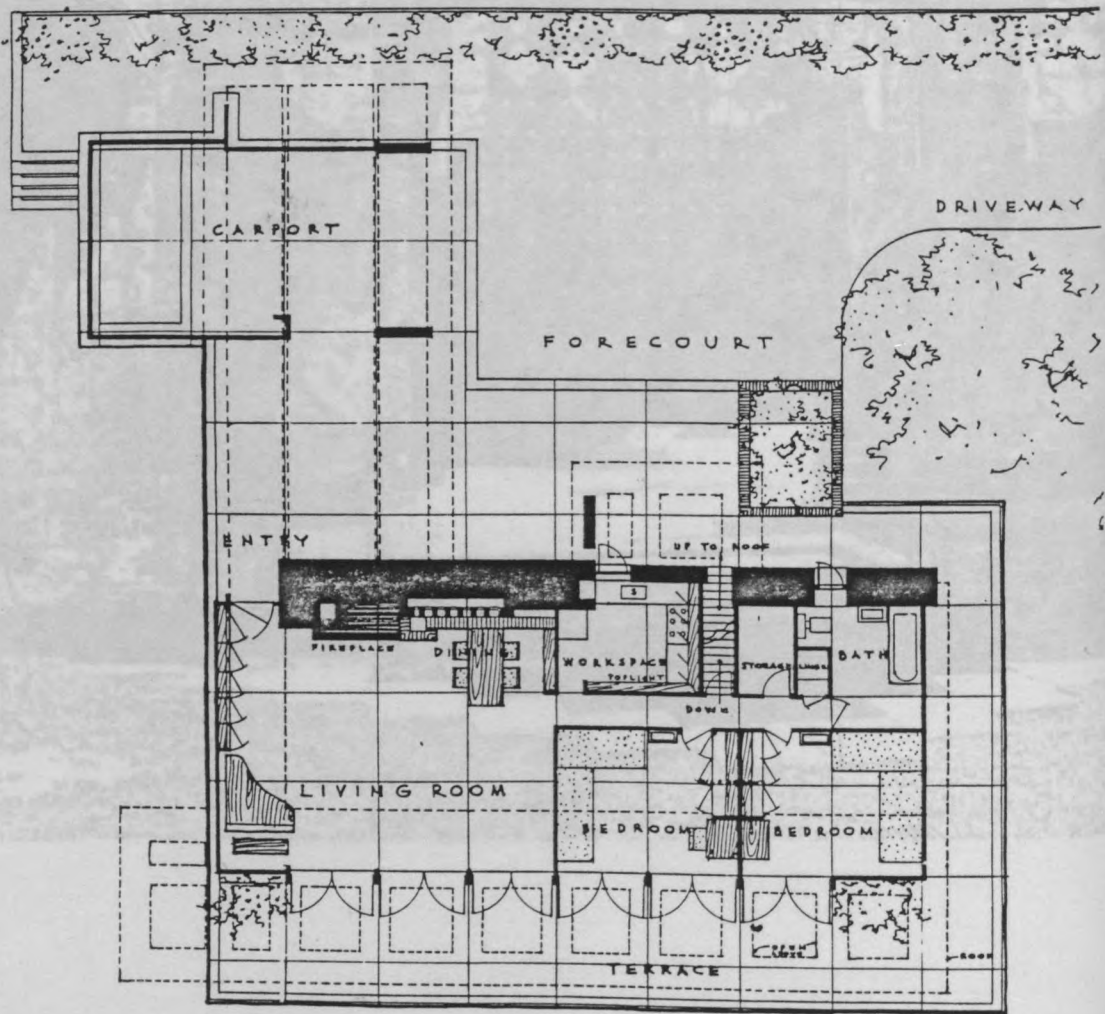 DRIVEWAY
CARPORT
FORECOURT
ENTRY
UP TO ROOF
S
FIREPLACE
DINING
WORKSPACE
TOPLIGHT
STORAGE
LINEN
BATH
DOWN
LIVING ROOM
BEDROOM
BEDROOM
OPEN
ROOF
TERRACE